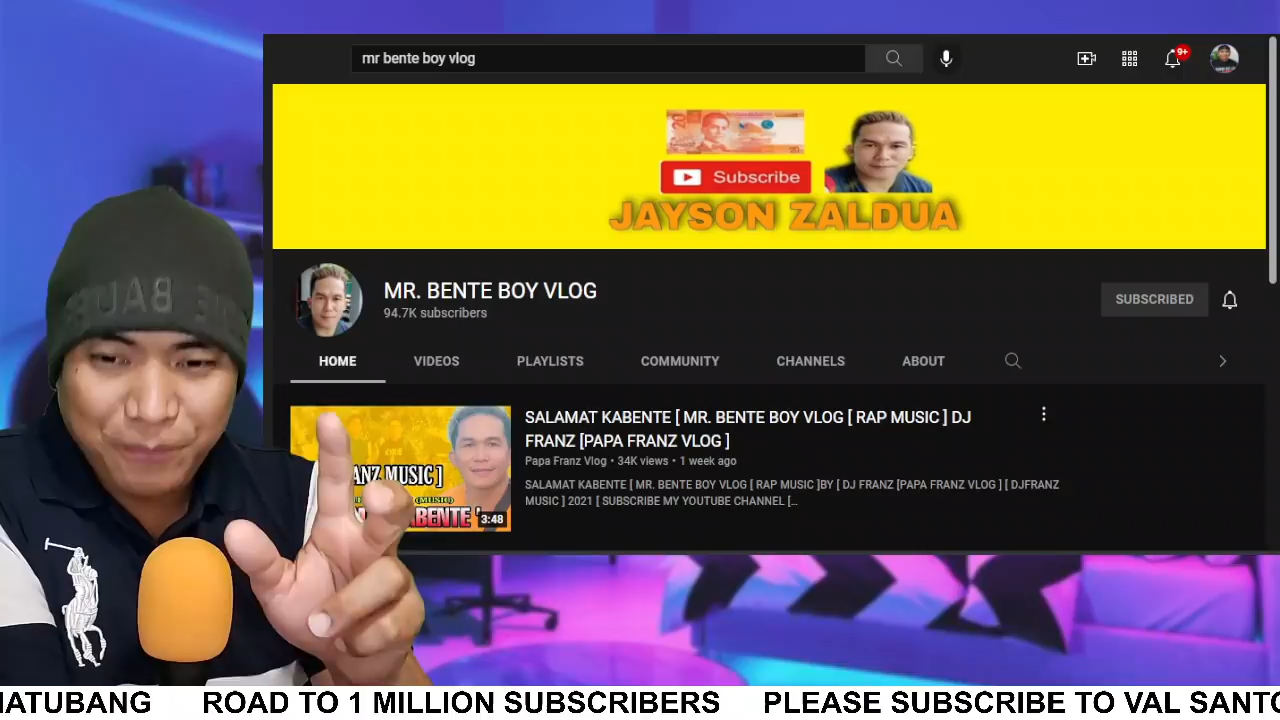 mr bente boy vlog
9+
20
Subscribe
JAYSON ZALDUA
MR. BENTE BOY VLOG
94.7K subscribers
SUBSCRIBED
HOME VIDEOS PLAYLISTS COMMUNITY CHANNELS ABOUT
SALAMAT KABENTE [ MR. BENTE BOY VLOG [ RAP MUSIC ] DJ
FRANZ [PAPA FRANZ VLOG ]
Papa Franz Vlog • 34K views • 1 week ago
SALAMAT KABENTE [ MR. BENTE BOY VLOG [ RAP MUSIC ]BY [ DJ FRANZ [PAPA FRANZ VLOG ] [ DJFRANZ
MUSIC ] 2021 [ SUBSCRIBE MY YOUTUBE CHANNEL [...
ANZ MUSIC ]
(MUSIC)
ABENTE
3:48
ROAD TO 1 MILLION SUBSCRIBERS PLEASE SUBSCRIBE TO VAL